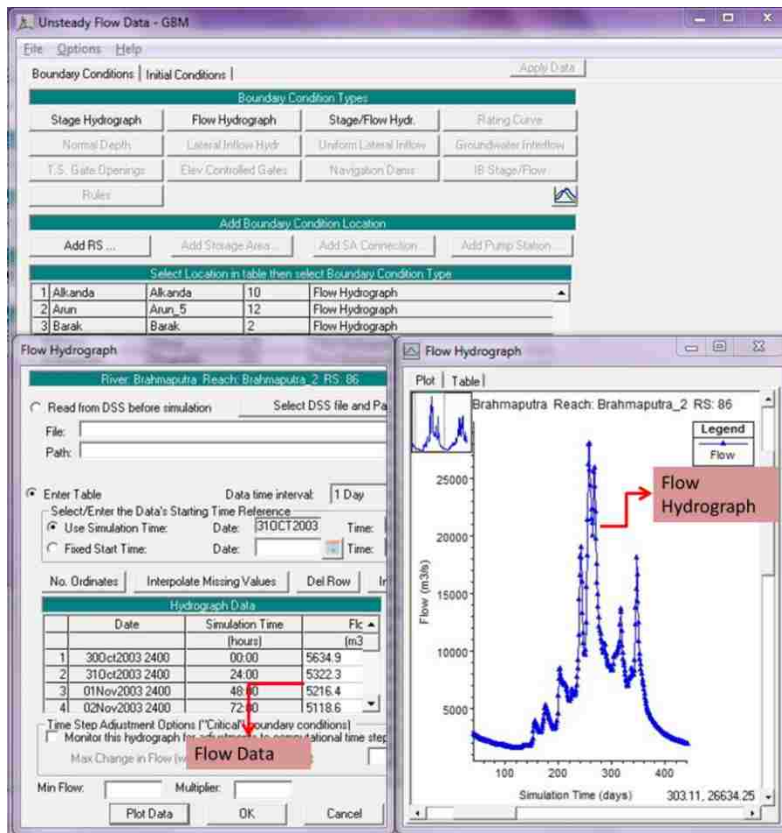 Unsteady Flow Data - GBM
File Options Help
Boundary Conditions Initial Conditions Apply Data
Boundary Condition Types
Stage Hydrograph Flow Hydrograph Stage/Flow Hydr. Rating Curve
Normal Depth Lateral Inflow Hydr Uniform Lateral Inflow Groundwater Interflow
T.S. Gate Openings Elev Controlled Gates Navigation Dams IB Stage/Flow
Rules
Add Boundary Condition Location
Add RS ... Add Storage Area ... Add SA Connection ... Add Pump Station ...
Select Location in table then select Boundary Condition Type
1 Alkanda Alkanda 10 Flow Hydrograph
2 Arun Arun_5 12 Flow Hydrograph
3 Barak Barak 2 Flow Hydrograph
Flow Hydrograph
River: Brahmaputra Reach: Brahmaputra_2 RS: 86
Read from DSS before simulation Select DSS file and Pa
File:
Path:
Enter Table Data time interval: 1 Day
Select/Enter the Data's Starting Time Reference
Use Simulation Time: Date: 31OCT2003 Time:
Fixed Start Time: Date: Time:
No. Ordinates Interpolate Missing Values Del Row In
Hydrograph Data
Date Simulation Time Flo
(hours) (m3
1 30Oct2003 2400 00:00 5634.9
2 31Oct2003 2400 24:00 5322.3
3 01Nov2003 2400 48:00 5216.4
4 02Nov2003 2400 72:00 5118.6
Time Step Adjustment Options ("Critical" boundary conditions)
Monitor this hydrograph for adjustments to computational time step
Max Change in Flow
Flow Data
Min Flow: Multiplier:
Plot Data OK Cancel
Flow Hydrograph
Plot Table
Brahmaputra Reach: Brahmaputra_2 RS: 86
Legend
Flow
Flow Hydrograph
Flow (m3/s)
25000
20000
15000
10000
5000
100 200 300 400
Simulation Time (days) 303.11, 26634.25